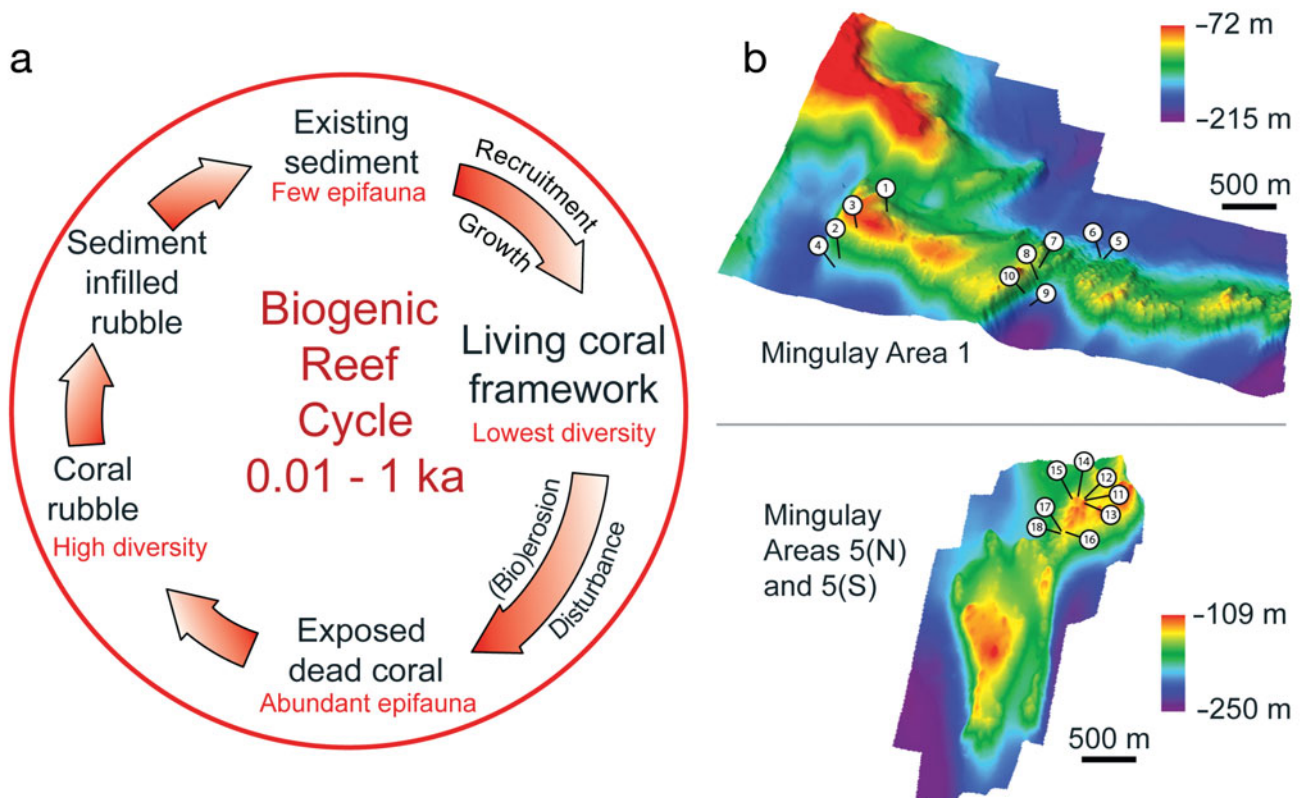 a
Existing
sediment
Few epifauna
Recruitment
Growth
Living coral
framework
Lowest diversity
(Bio)erosion
Disturbance
Exposed
dead coral
Abundant epifauna
Coral
rubble
High diversity
Sediment
infilled
rubble
Biogenic
Reef
Cycle
0.01 - 1 ka
b
-72 m
-215 m
500 m
1
3
2
4
6
5
7
8
10
9
Mingulay Area 1
15
14
12
11
13
17
18
16
Mingulay
Areas 5(N)
and 5(S)
-109 m
-250 m
500 m